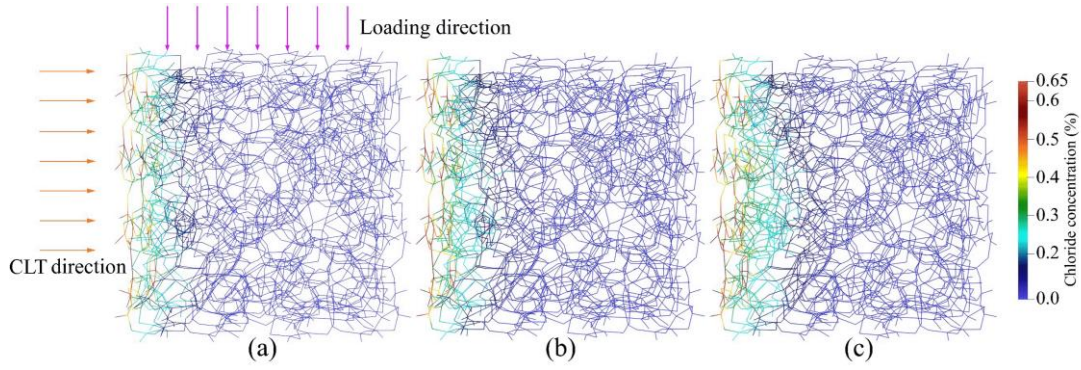 Loading direction
CLT direction
(a)
(b)
(c)
0.65
0.6
0.5
0.4
0.3
0.2
0.0
Chloride concentration (%)